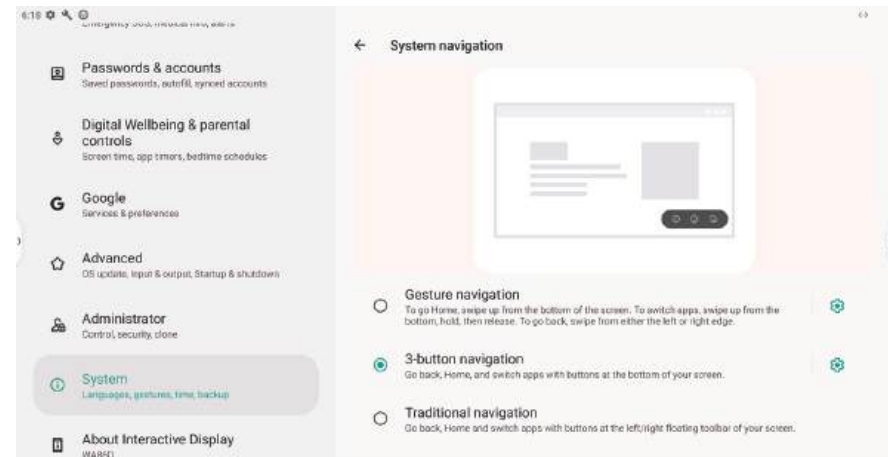 6:18
Emergency SOS, medical info, alerts
System navigation
Passwords & accounts
Saved passwords, autofill, synced accounts
Digital Wellbeing & parental
controls
Screen time, app timers, bedtime schedules
Google
Services & preferences
Advanced
OS update, Input & output, Startup & shutdown
Administrator
Control, security, clone
System
Languages, gestures, time, backup
About Interactive Display
Gesture navigation
To go Home, swipe up from the bottom of the screen. To switch apps, swipe up from the
bottom, hold, then release. To go back, swipe from either the left or right edge.
3-button navigation
Go back, Home, and switch apps with buttons at the bottom of your screen.
Traditional navigation
Go back, Home and switch apps with buttons at the left/right floating toolbar of your screen.